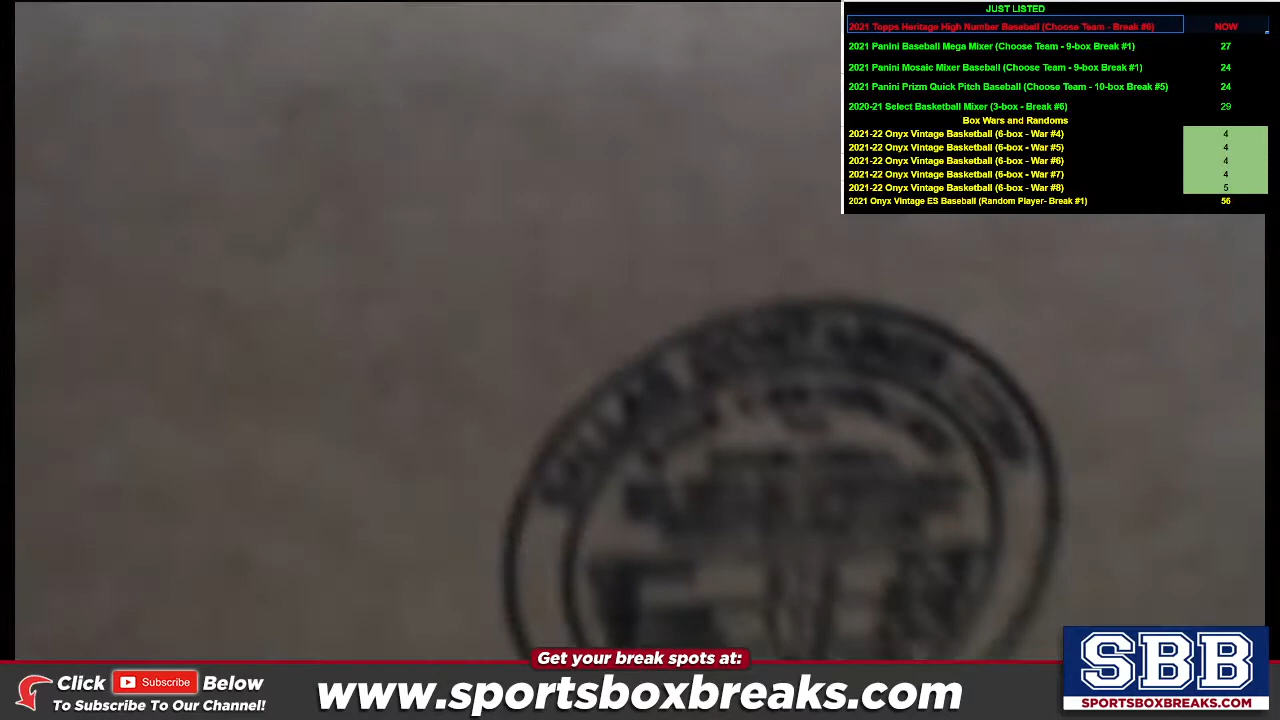 JUST LISTED
2021 Topps Heritage High Number Baseball (Choose Team - Break #6) NOW
2021 Panini Baseball Mega Mixer (Choose Team - 9-box Break #1) 27
2021 Panini Mosaic Mixer Baseball (Choose Team - 9-box Break #1) 24
2021 Panini Prizm Quick Pitch Baseball (Choose Team - 10-box Break #5) 24
2020-21 Select Basketball Mixer (3-box - Break #6) 29
Box Wars and Randoms
2021-22 Onyx Vintage Basketball (6-box - War #4) 4
2021-22 Onyx Vintage Basketball (6-box - War #5) 4
2021-22 Onyx Vintage Basketball (6-box - War #6) 4
2021-22 Onyx Vintage Basketball (6-box - War #7) 4
2021-22 Onyx Vintage Basketball (6-box - War #8) 5
2021 Onyx Vintage ES Baseball (Random Player- Break #1) 56
Get your break spots at:
Click Subscribe Below
To Subscribe To Our Channel!
www.sportsboxbreaks.com
SBB
SPORTSBOXBREAKS.COM